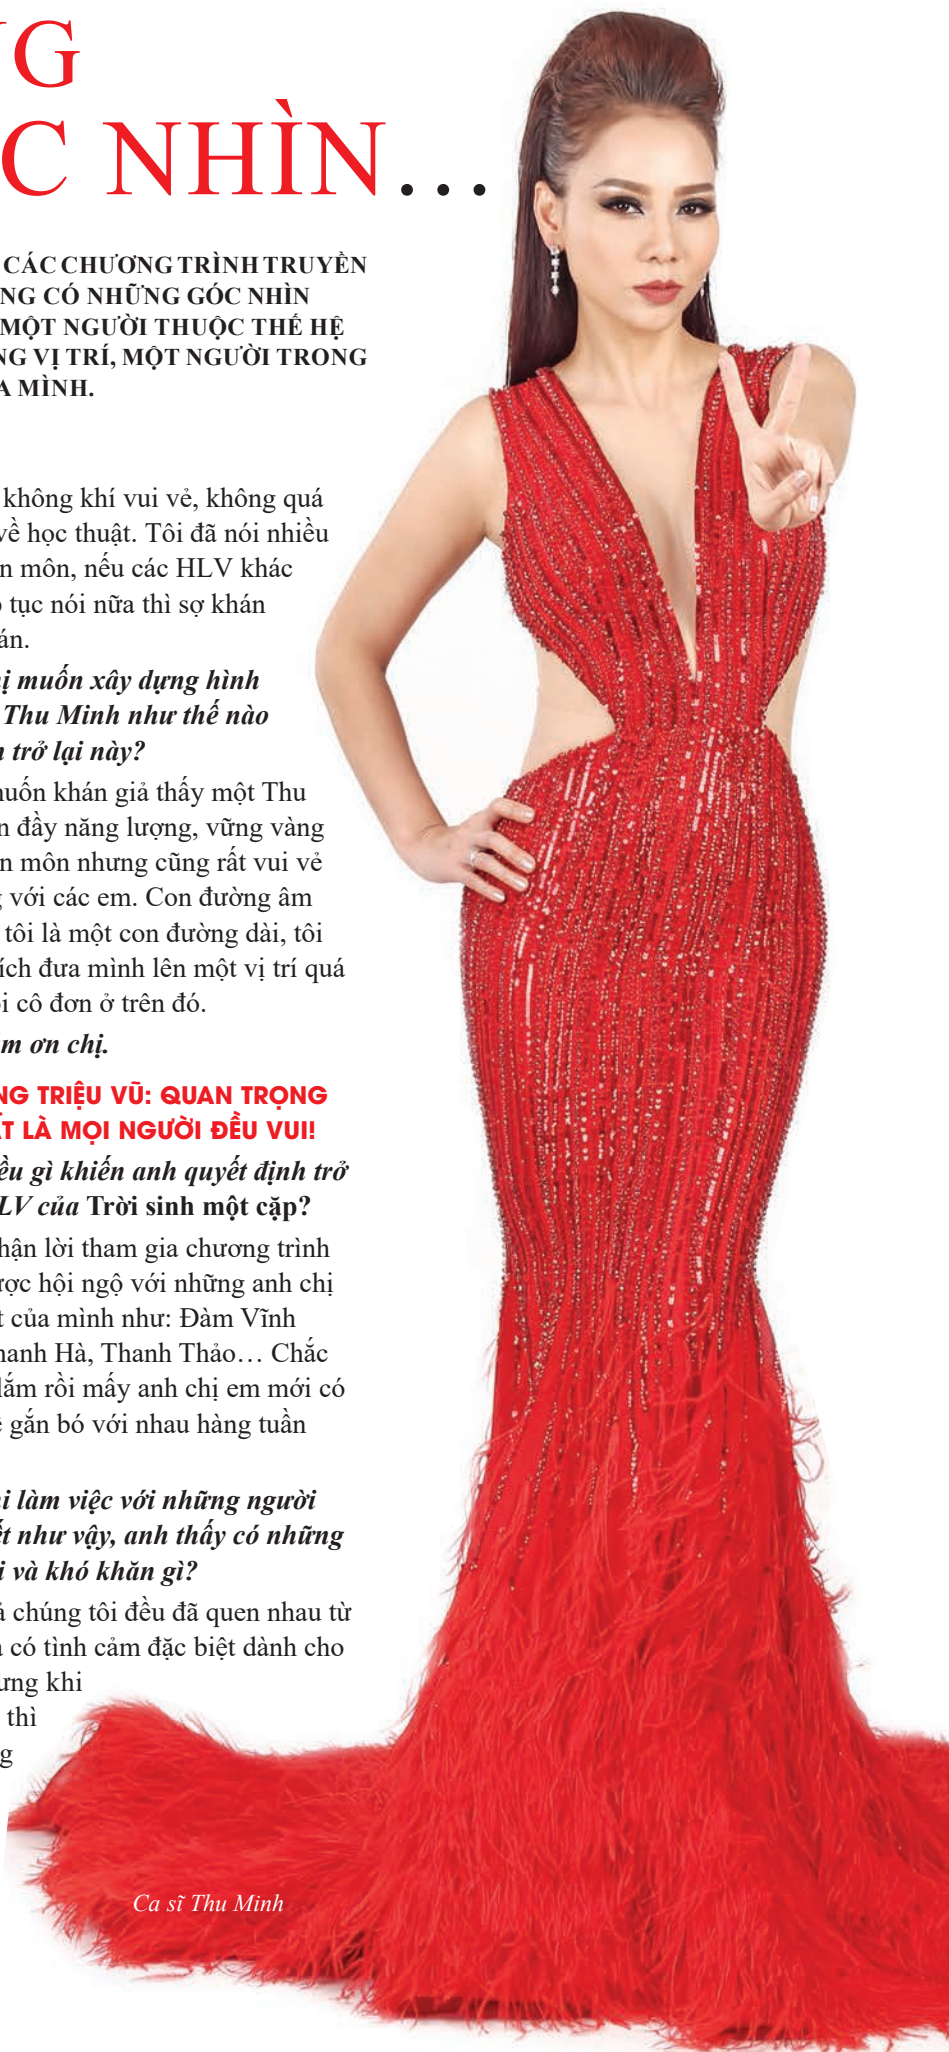 G
C NHÌN...
CÁC CHƯƠNG TRÌNH TRUYỀN
NG CÓ NHỮNG GÓC NHÌN
MỘT NGƯỜI THUỘC THẾ HỆ
NG VỊ TRÍ, MỘT NGƯỜI TRONG
A MÌNH.
không khí vui vẻ, không quá
về học thuật. Tôi đã nói nhiều
n môn, nếu các HLV khác
tục nói nữa thì sợ khán
án.
ị muốn xây dựng hình
Thu Minh như thế nào
trở lại này?
muốn khán giả thấy một Thu
n đầy năng lượng, vững vàng
n môn nhưng cũng rất vui vẻ
với các em. Con đường âm
tôi là một con đường dài, tôi
ích đưa mình lên một vị trí quá
i cô đơn ở trên đó.
m ơn chị.
NG TRIỆU VŨ: QUAN TRỌNG
ẤT LÀ MỌI NGƯỜI ĐỀU VUI!
ều gì khiến anh quyết định trở
LV của Trời sinh một cặp?
hận lời tham gia chương trình
ược hội ngộ với những anh chị
t của mình như: Đàm Vĩnh
hanh Hà, Thanh Thảo… Chắc
lắm rồi mấy anh chị em mới có
gắn bó với nhau hàng tuần
i làm việc với những người
ết như vậy, anh thấy có những
i và khó khăn gì?
ả chúng tôi đều đã quen nhau từ
có tình cảm đặc biệt dành cho
ưng khi
thì
g
Ca sĩ Thu Minh